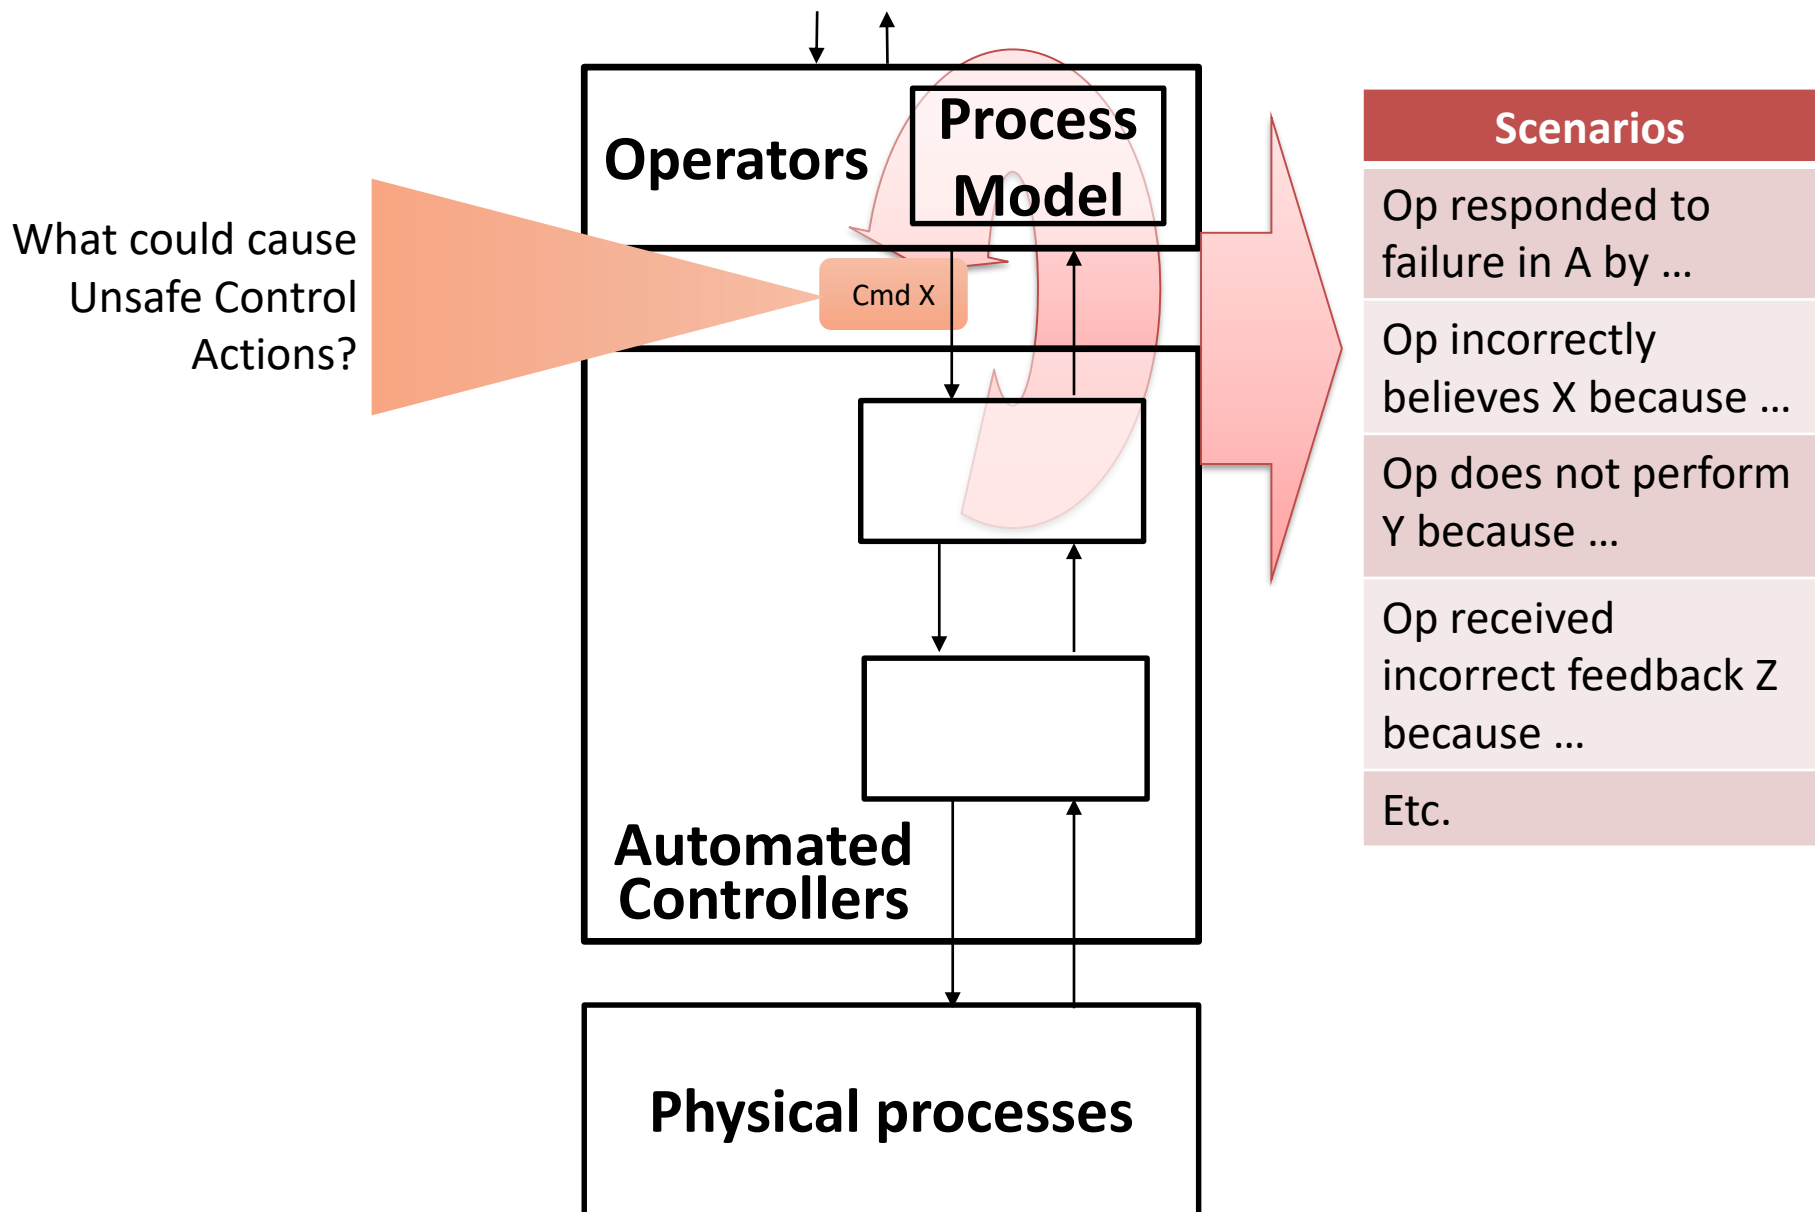 What could cause
Unsafe Control
Actions?
Operators
Process
Model
Cmd X
Automated
Controllers
Physical processes
Scenarios
Op responded to
failure in A by ...
Op incorrectly
believes X because ...
Op does not perform
Y because ...
Op received
incorrect feedback Z
because ...
Etc.